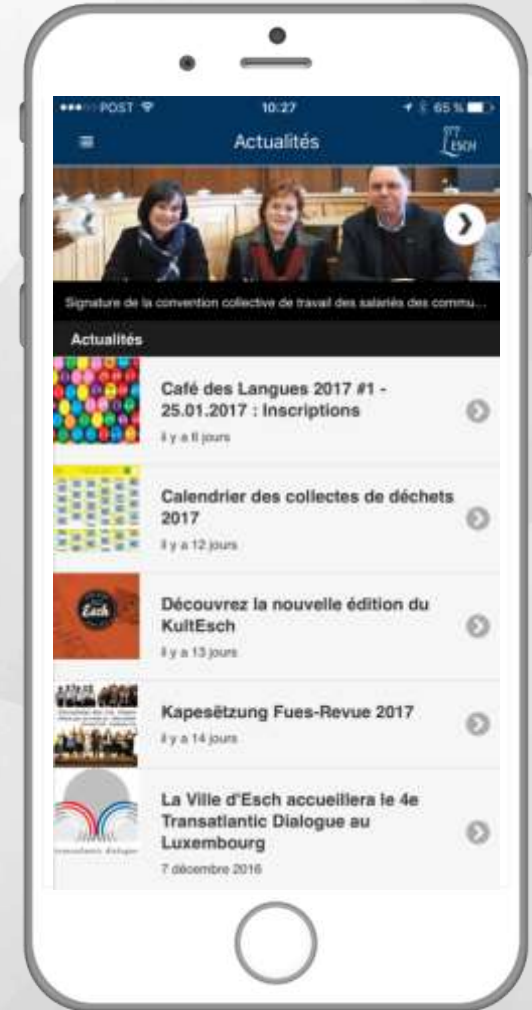 POST 10:27 65 %
Actualités ESCH
Signature de la convention collective de travail des salariés des commu...
Actualités
Café des Langues 2017 #1 -
25.01.2017 : Inscriptions
il y a 6 jours
Calendrier des collectes de déchets
2017
il y a 12 jours
Esch
Découvrez la nouvelle édition du
KultEsch
il y a 13 jours
Kapesëtzung Fues-Revue 2017
il y a 14 jours
La Ville d'Esch accueillera le 4e
Transatlantic Dialogue au
Luxembourg
transatlantic dialogue
7 décembre 2016